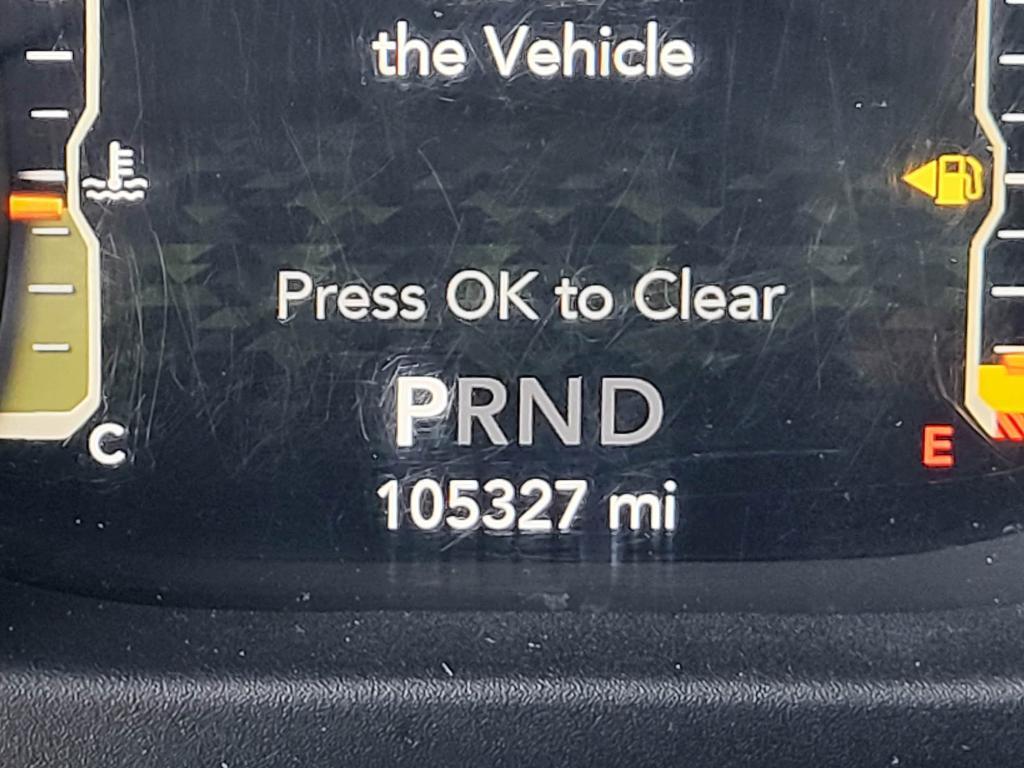 the Vehicle
Press OK to Clear
PRND
C
E
105327 mi